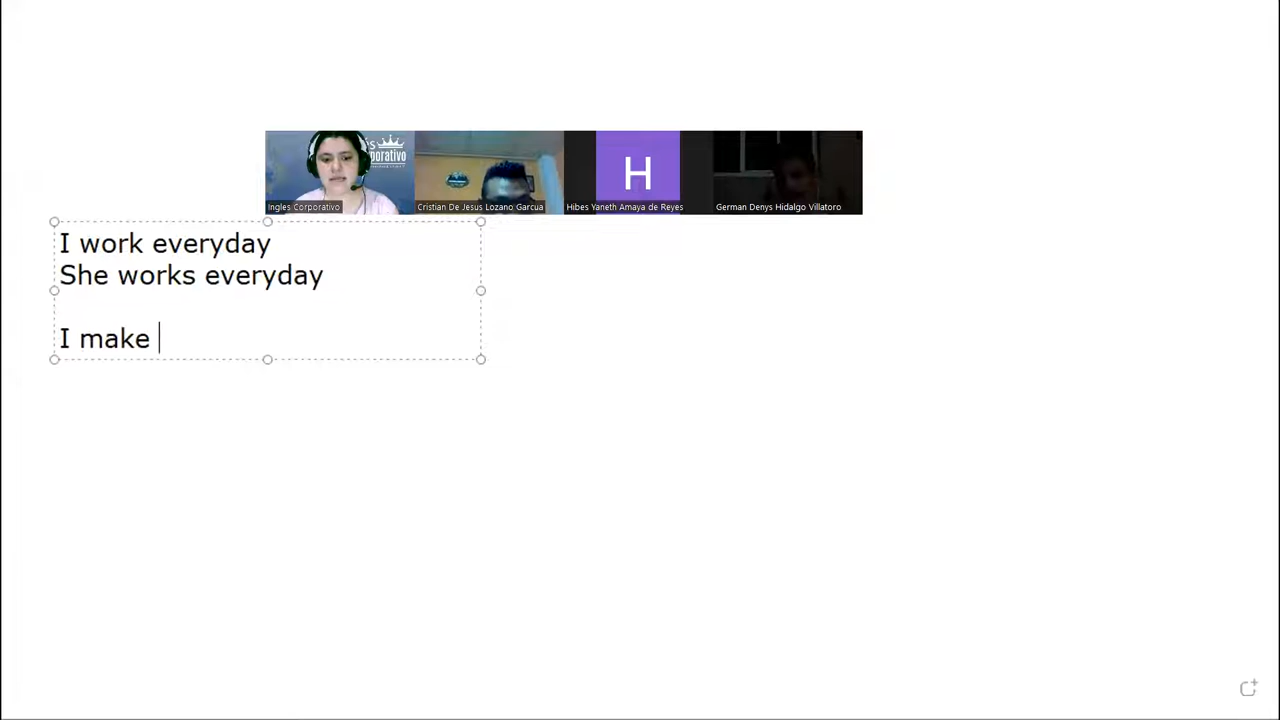 porativo
Ingles Corporativo
Cristian De Jesus Lozano Garcua
H
Hibes Yaneth Amaya de Reyes
German Denys Hidalgo Villatoro
I work everyday
She works everyday
I make